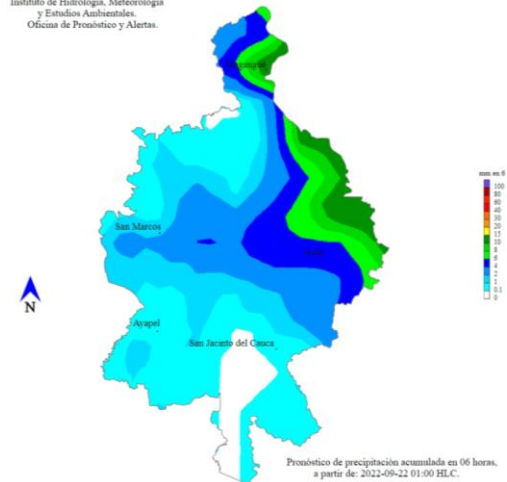 Instituto de Hidrología, Meteorología
y Estudios Ambientales.
Oficina de Pronóstico y Alertas.
San Marcos
Ayapel
San Jacinto del Cauca
N
mm en 6
100
80
60
40
30
20
15
10
8
6
4
2
1
0.1
0
Pronóstico de precipitación acumulada en 06 horas,
a partir de: 2022-09-22 01:00 HLC.